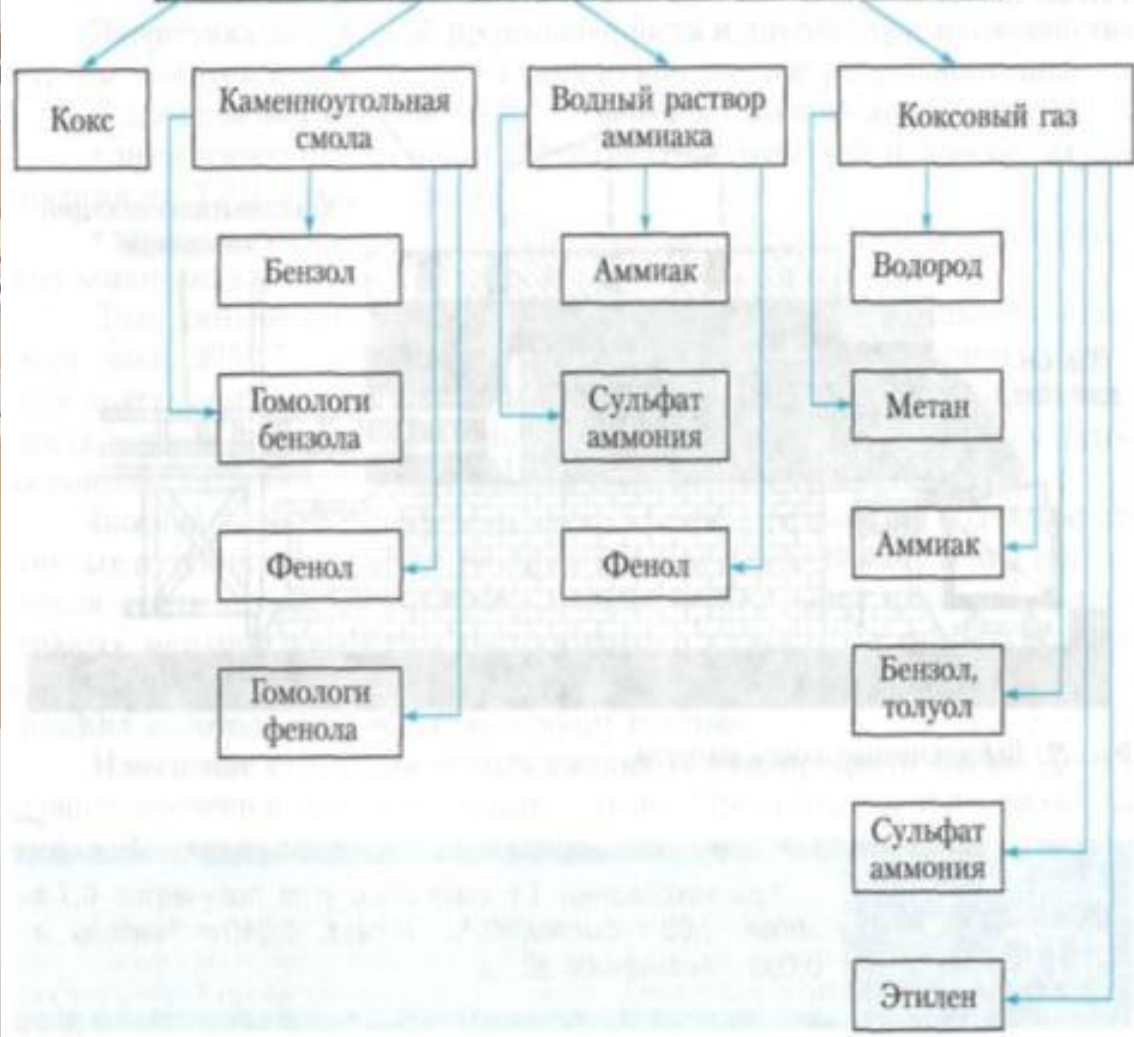 Кокс
Каменноугольная
смола
Водный раствор
аммиака
Коксовый газ
Бензол
Аммиак
Водород
Гомологи
бензола
Сульфат
аммония
Метан
Фенол
Фенол
Аммиак
Гомологи
фенола
Бензол,
толуол
Сульфат
аммония
Этилен